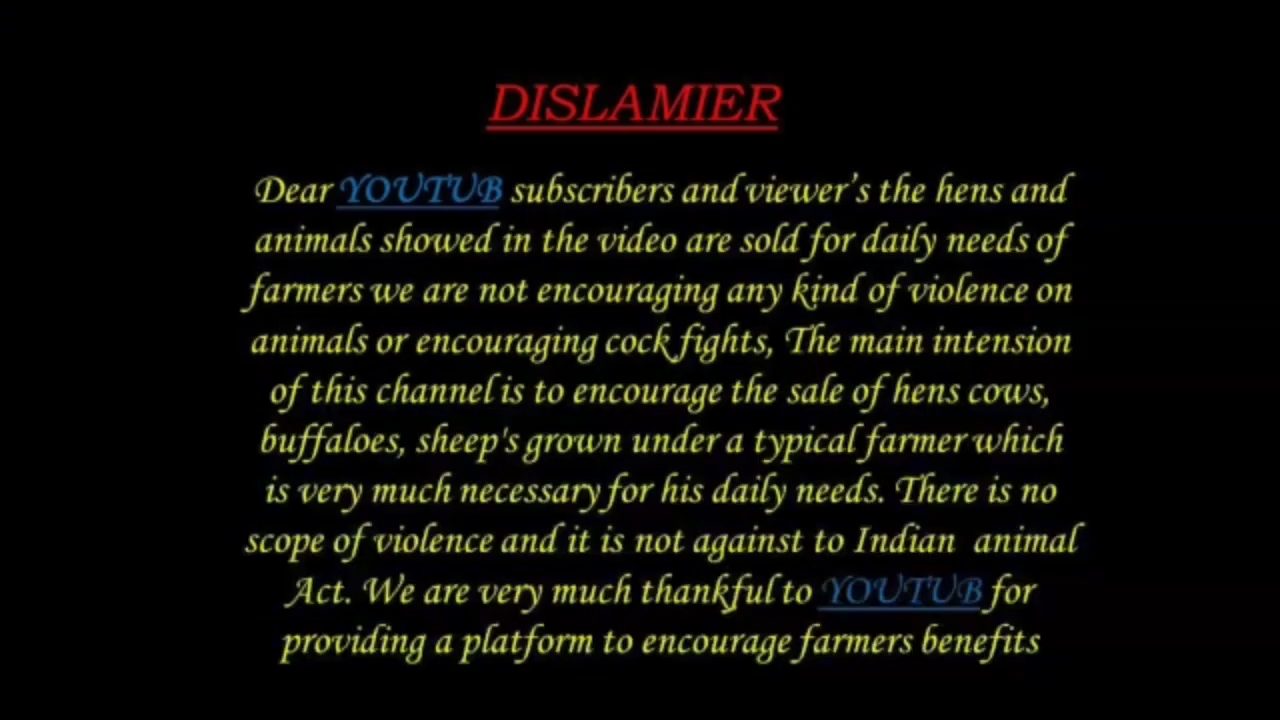 DISLAMIER
Dear YOUTUB subscribers and viewer's the hens and
animals showed in the video are sold for daily needs of
farmers we are not encouraging any kind of violence on
animals or encouraging cock fights, The main intension
of this channel is to encourage the sale of hens cows,
buffaloes, sheep's grown under a typical farmer which
is very much necessary for his daily needs. There is no
scope of violence and it is not against to Indian animal
Act. We are very much thankful to YOUTUB for
providing a platform to encourage farmers benefits